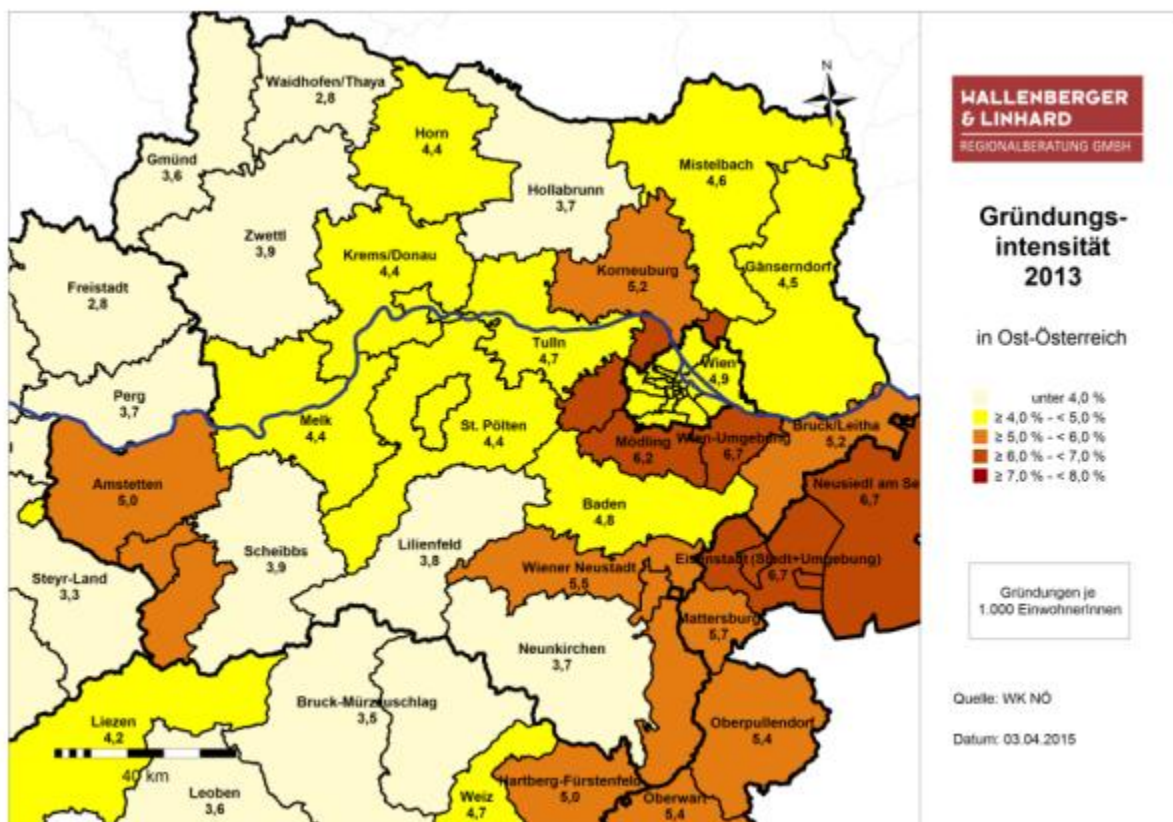 Waidhofen/Thaya
2,8
Horn
4,4
Gmünd
3,6
Hollabrunn
3,7
Mistelbach
4,6
Zwettl
3,9
Krems/Donau
4,4
Korneuburg
5,2
Gänserndorf
4,5
Freistadt
2,8
Tulln
4,7
Wien
4,9
Perg
3,7
Melk
4,4
St. Pölten
4,4
Mödling
6,2
Wien-Umgebung
6,7
Bruck/Leitha
5,2
Amstetten
5,0
Baden
4,8
Neusiedl am Se
6,7
Scheibbs
3,9
Lilienfeld
3,8
Wiener Neustadt
5,5
Eisenstadt (Stadt+Umgebung)
6,7
Steyr-Land
3,3
Mattersburg
5,7
Neunkirchen
3,7
Bruck-Mürzzuschlag
3,5
Liezen
4,2
Oberpullendorf
5,4
40 km
Leoben
3,6
Weiz
4,7
Hartberg-Fürstenfeld
5,0
Oberwart
5,4
N
WALLENBERGER
& LINHARD
REGIONALBERATUNG GMBH
Gründungs-
intensität
2013
in Ost-Österreich
unter 4,0 %
≥ 4,0 % - < 5,0 %
≥ 5,0 % - < 6,0 %
≥ 6,0 % - < 7,0 %
≥ 7,0 % - < 8,0 %
Gründungen je
1.000 EinwohnerInnen
Quelle: WK NÖ
Datum: 03.04.2015